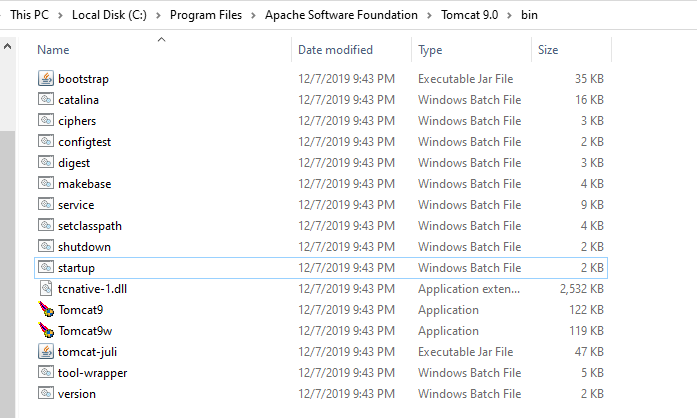 This PC > Local Disk (C:) > Program Files > Apache Software Foundation > Tomcat 9.0 > bin
Name Date modified Type Size
bootstrap 12/7/2019 9:43 PM Executable Jar File 35 KB
catalina 12/7/2019 9:43 PM Windows Batch File 16 KB
ciphers 12/7/2019 9:43 PM Windows Batch File 3 KB
configtest 12/7/2019 9:43 PM Windows Batch File 2 KB
digest 12/7/2019 9:43 PM Windows Batch File 3 KB
makebase 12/7/2019 9:43 PM Windows Batch File 4 KB
service 12/7/2019 9:43 PM Windows Batch File 9 KB
setclasspath 12/7/2019 9:43 PM Windows Batch File 4 KB
shutdown 12/7/2019 9:43 PM Windows Batch File 2 KB
startup 12/7/2019 9:43 PM Windows Batch File 2 KB
tcnative-1.dll 12/7/2019 9:43 PM Application exten... 2,532 KB
Tomcat9 12/7/2019 9:43 PM Application 122 KB
Tomcat9w 12/7/2019 9:43 PM Application 119 KB
tomcat-juli 12/7/2019 9:43 PM Executable Jar File 47 KB
tool-wrapper 12/7/2019 9:43 PM Windows Batch File 5 KB
version 12/7/2019 9:43 PM Windows Batch File 2 KB